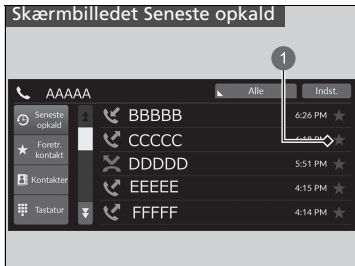 Skærmbilledet Seneste opkald
1
AAAAA
Alle
Indst.
Seneste
opkald
BBBBB
6:26 PM
Foretr.
kontakt
CCCCC
DDDDD
5:51 PM
Kontakter
EEEEE
4:15 PM
Tastatur
FFFFF
4:14 PM